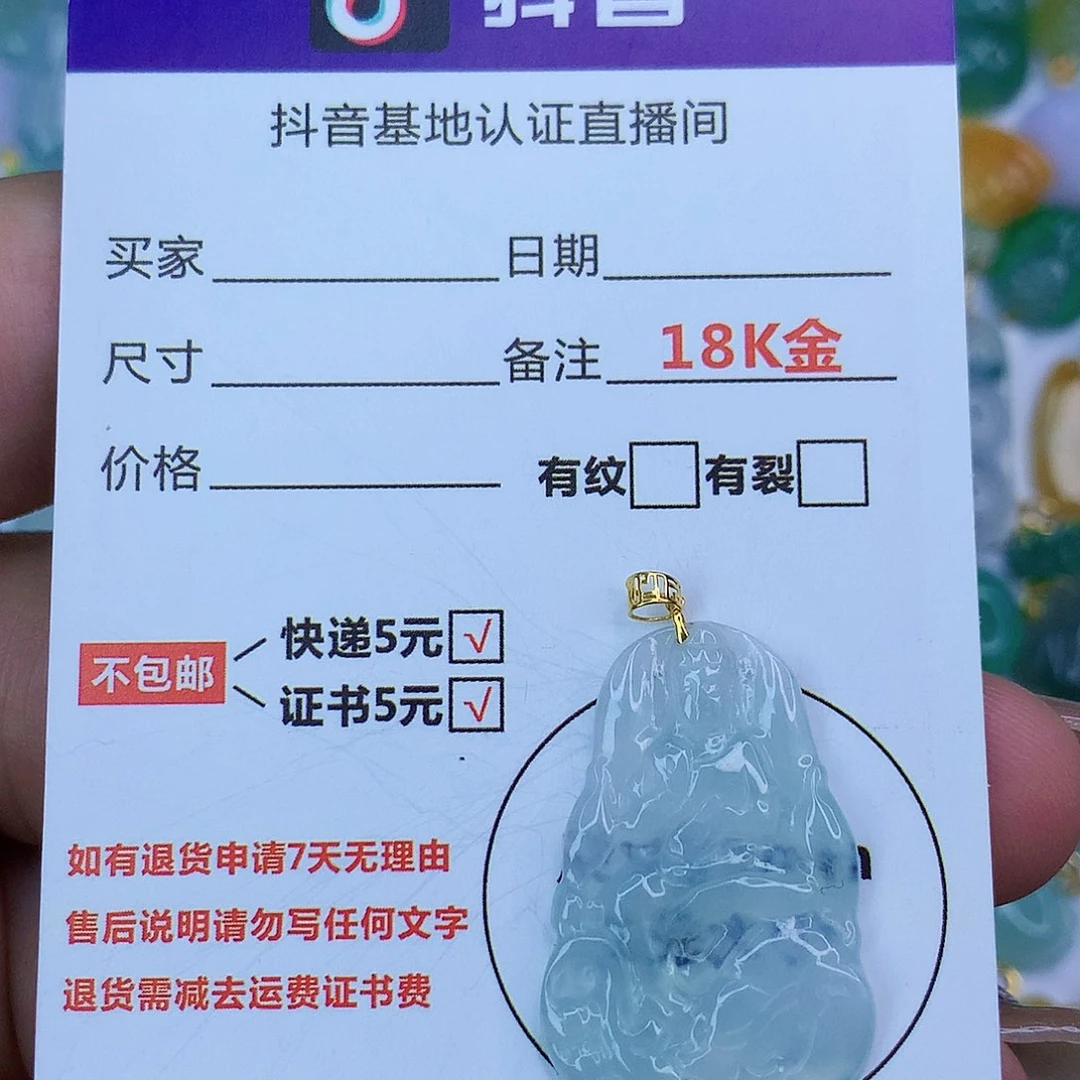 抖音
抖音基地认证直播间
买家 日期
尺寸 备注 18K金
价格 有纹 有裂
不包邮
快递5元 √
证书5元 √
如有退货申请7天无理由
售后说明请勿写任何文字
退货需减去运费证书费